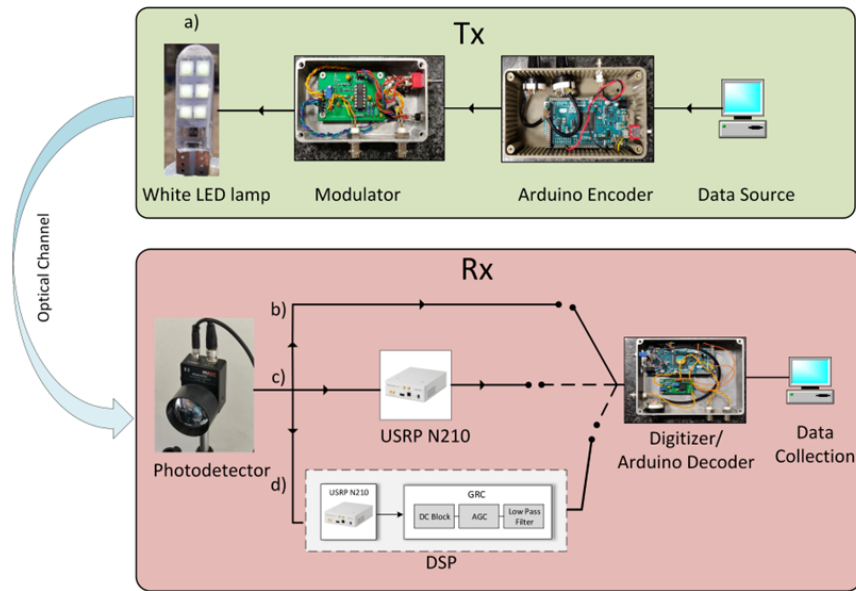 a)
Tx
White LED lamp
Modulator
Arduino Encoder
Data Source
Optical Channel
Rx
b)
c)
d)
Photodetector
USRP N210
Digitizer/
Arduino Decoder
Data
Collection
USRP N210
GRC
DC Block
AGC
Low Pass
Filter
DSP